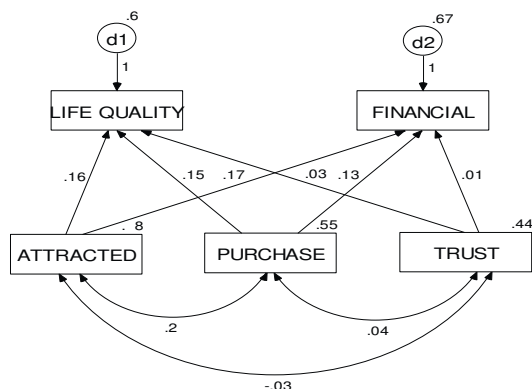 .6 .67
d1 d2
1 1
LIFE QUALITY FINANCIAL
.16 .15 .17 .03 .13 .01
. 8 .55 .44
ATTRACTED PURCHASE TRUST
.2 .04
-.03